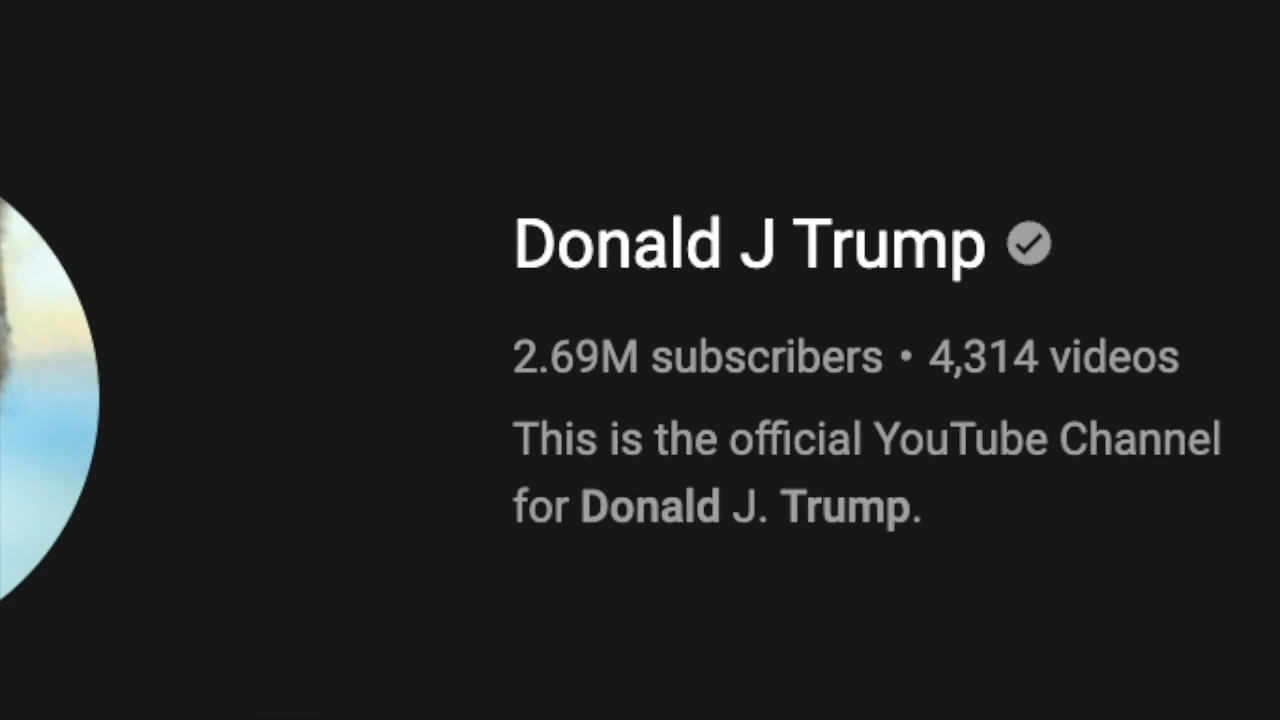 Donald J Trump
2.69M subscribers • 4,314 videos
This is the official YouTube Channel
for Donald J. Trump.